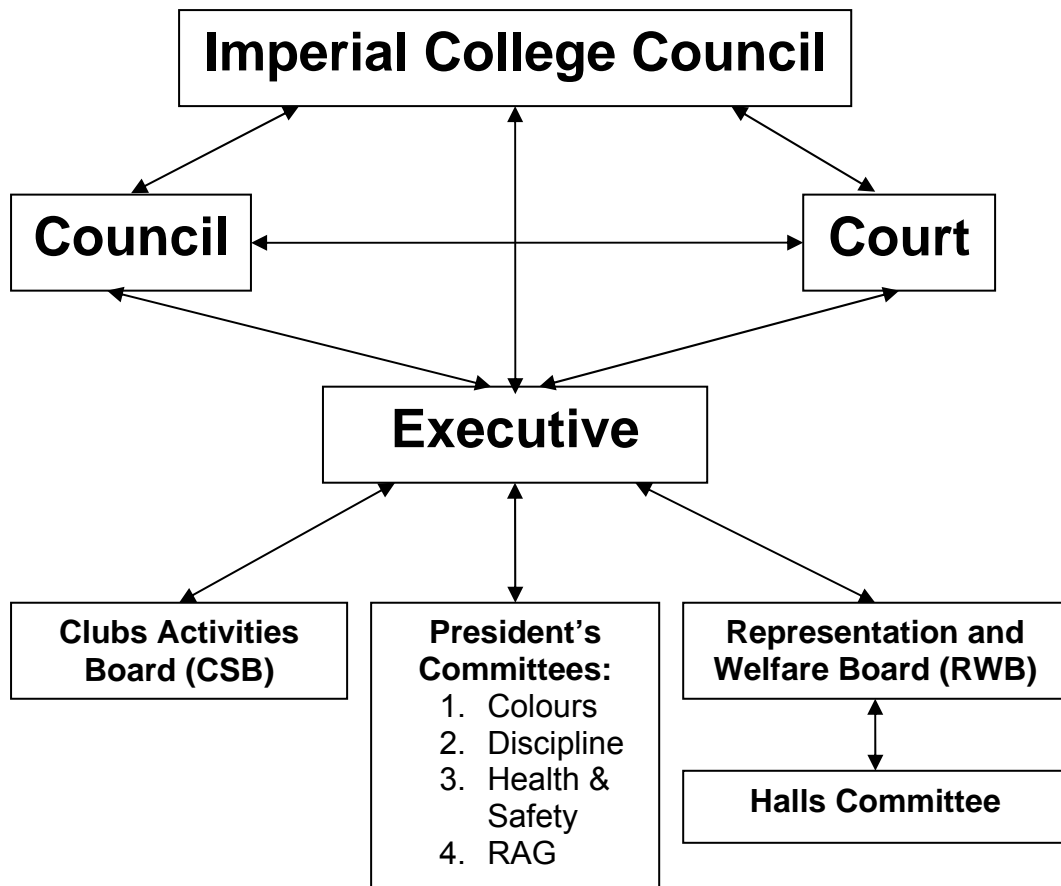 Imperial College Council
Council
Court
Executive
Clubs Activities
Board (CSB)
President’s
Committees:
1. Colours
2. Discipline
3. Health &
Safety
4. RAG
Representation and
Welfare Board (RWB)
Halls Committee